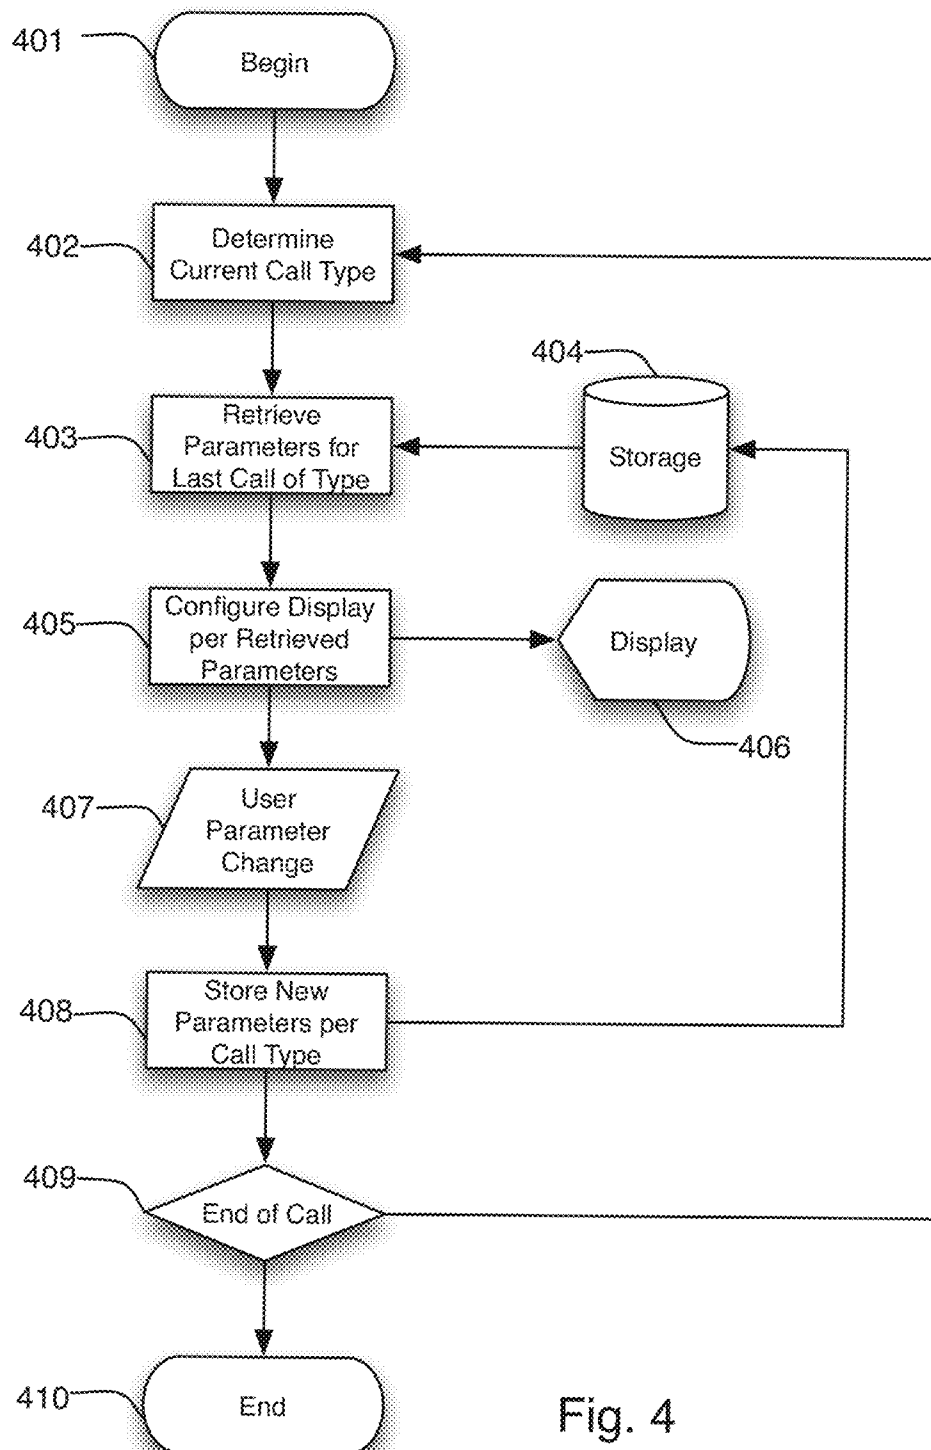 401
Begin
402
Determine
Current Call Type
404
403
Retrieve
Parameters for
Last Call of Type
Storage
405
Configure Display
per Retrieved
Parameters
Display
406
407
User
Parameter
Change
408
Store New
Parameters per
Call Type
409
End of Call
410
End
Fig. 4